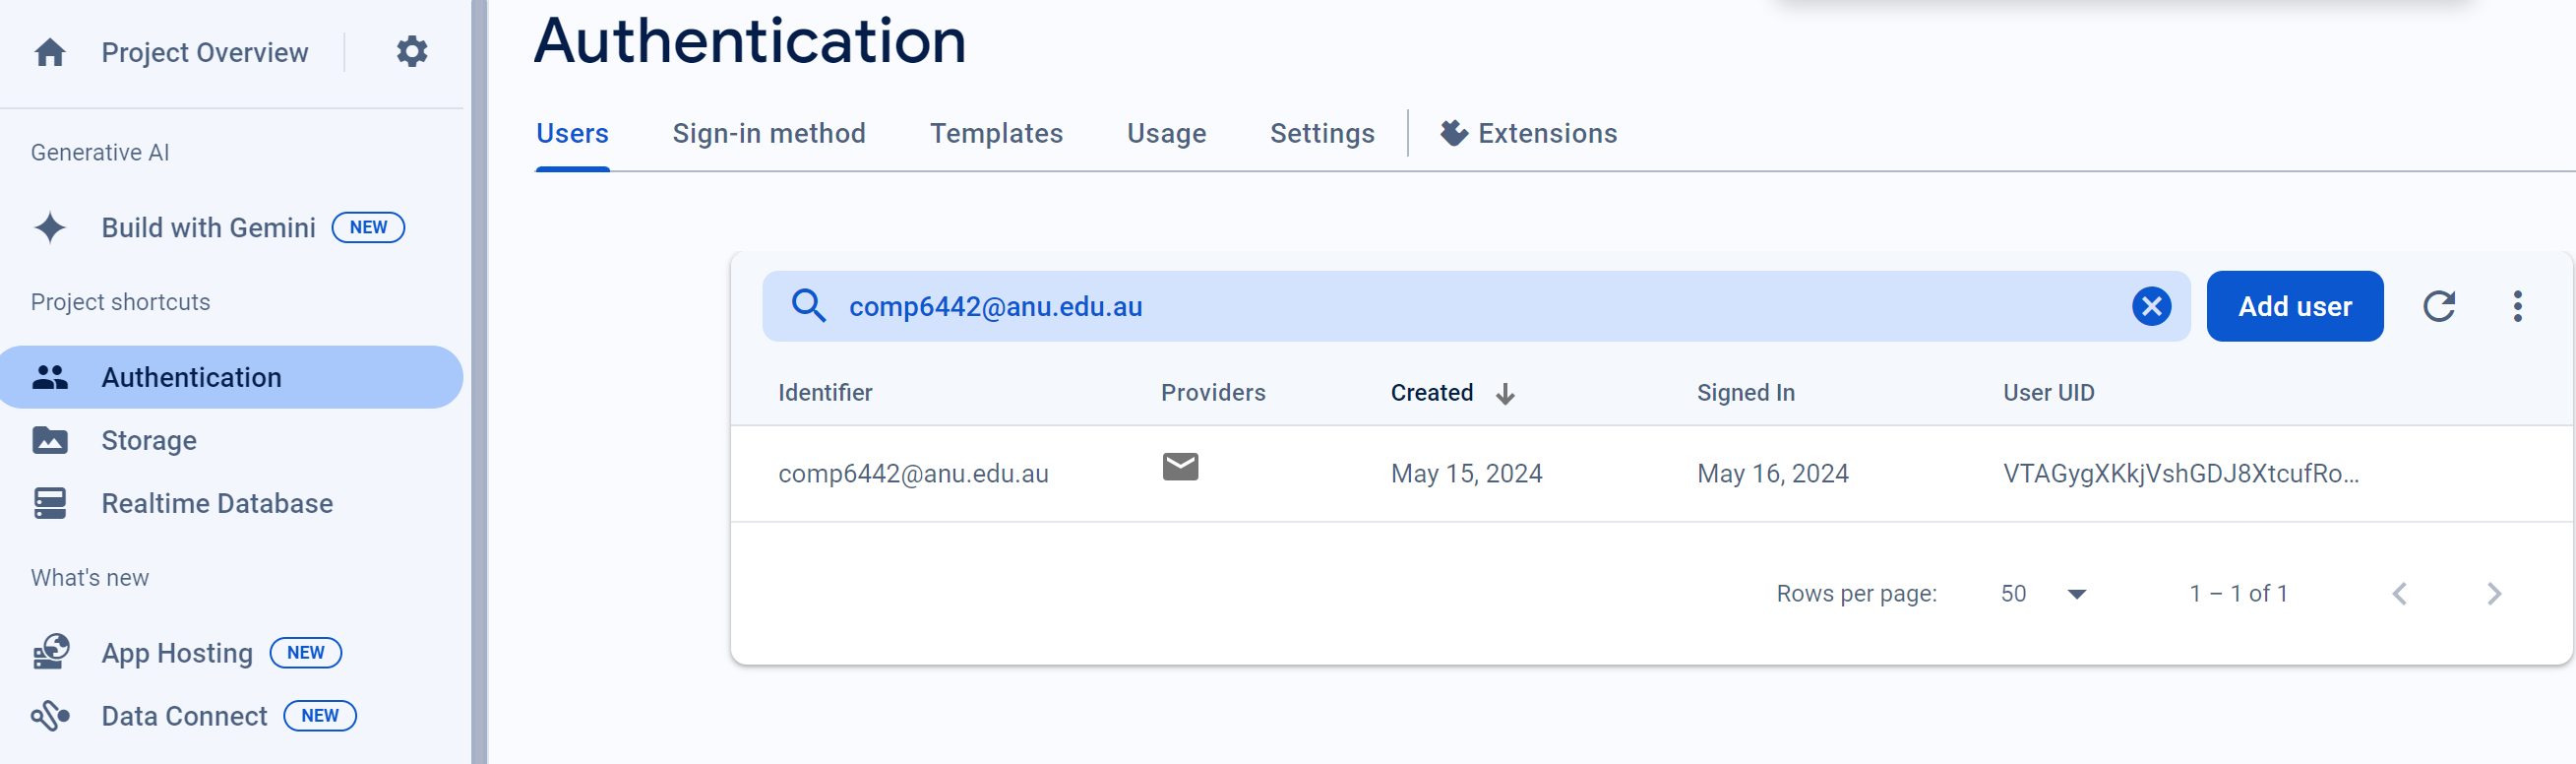 Project Overview
Generative AI
Build with Gemini NEW
Project shortcuts
Authentication
Storage
Realtime Database
What's new
App Hosting NEW
Data Connect NEW
Authentication
Users Sign-in method Templates Usage Settings Extensions
comp6442@anu.edu.au Add user
Identifier Providers Created Signed In User UID
comp6442@anu.edu.au May 15, 2024 May 16, 2024 VTAGygXKkjVshGDJ8XtcufRo...
Rows per page: 50 1 – 1 of 1